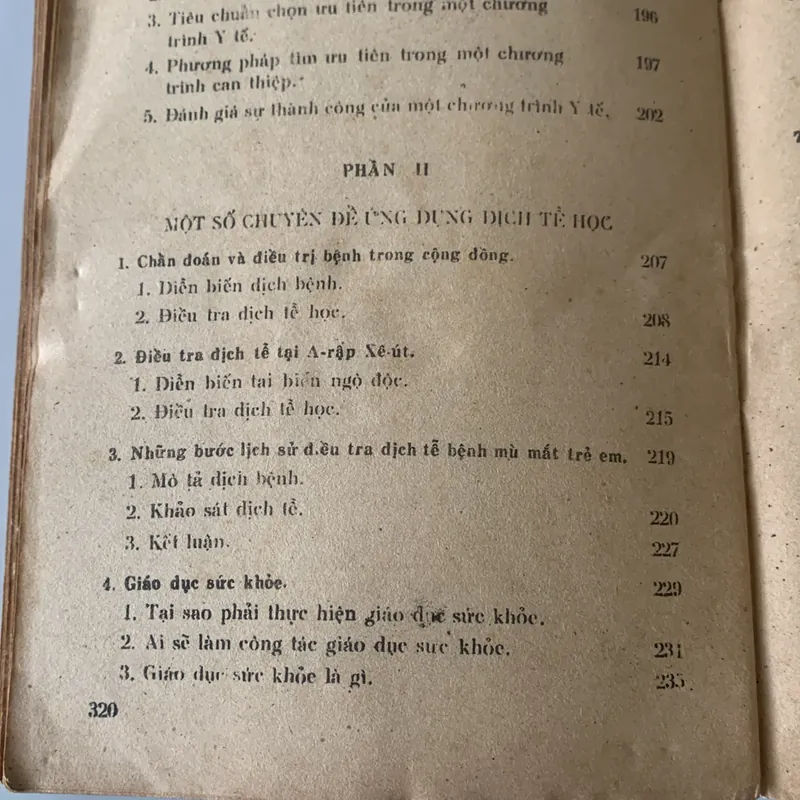 3. Tiêu chuẩn chọn ưu tiên trong một chương 196
trình Y tế.
4. Phương pháp tìm ưu tiên trong một chương 197
trình can thiệp.
5. Đánh giá sự thành công của một chương trình Y tế. 202
PHẦN II
MỘT SỐ CHUYÊN ĐỀ ỨNG DỤNG DỊCH TỄ HỌC
1. Chẩn đoán và điều trị bệnh trong cộng đồng. 207
1. Diễn biến dịch bệnh.
2. Điều tra dịch tễ học. 208
2. Điều tra dịch tễ tại A-rập Xê-út. 214
1. Diễn biến tai biến ngộ độc.
2. Điều tra dịch tễ học. 215
3. Những bước lịch sử điều tra dịch tễ bệnh mù mắt trẻ em. 219
1. Mô tả dịch bệnh.
2. Khảo sát dịch tễ. 220
3. Kết luận. 227
4. Giáo dục sức khỏe. 229
1. Tại sao phải thực hiện giáo dục sức khỏe.
2. Ai sẽ làm công tác giáo dục sức khỏe. 231
3. Giáo dục sức khỏe là gì. 235
320